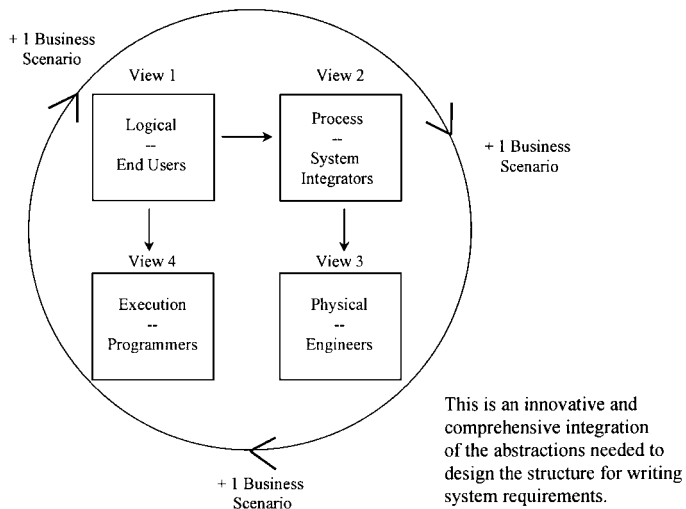 + 1 Business
Scenario
View 1
View 2
Logical
--
End Users
Process
--
System
Integrators
+ 1 Business
Scenario
View 4
View 3
Execution
--
Programmers
Physical
--
Engineers
This is an innovative and
comprehensive integration
of the abstractions needed to
design the structure for writing
system requirements.
+ 1 Business
Scenario